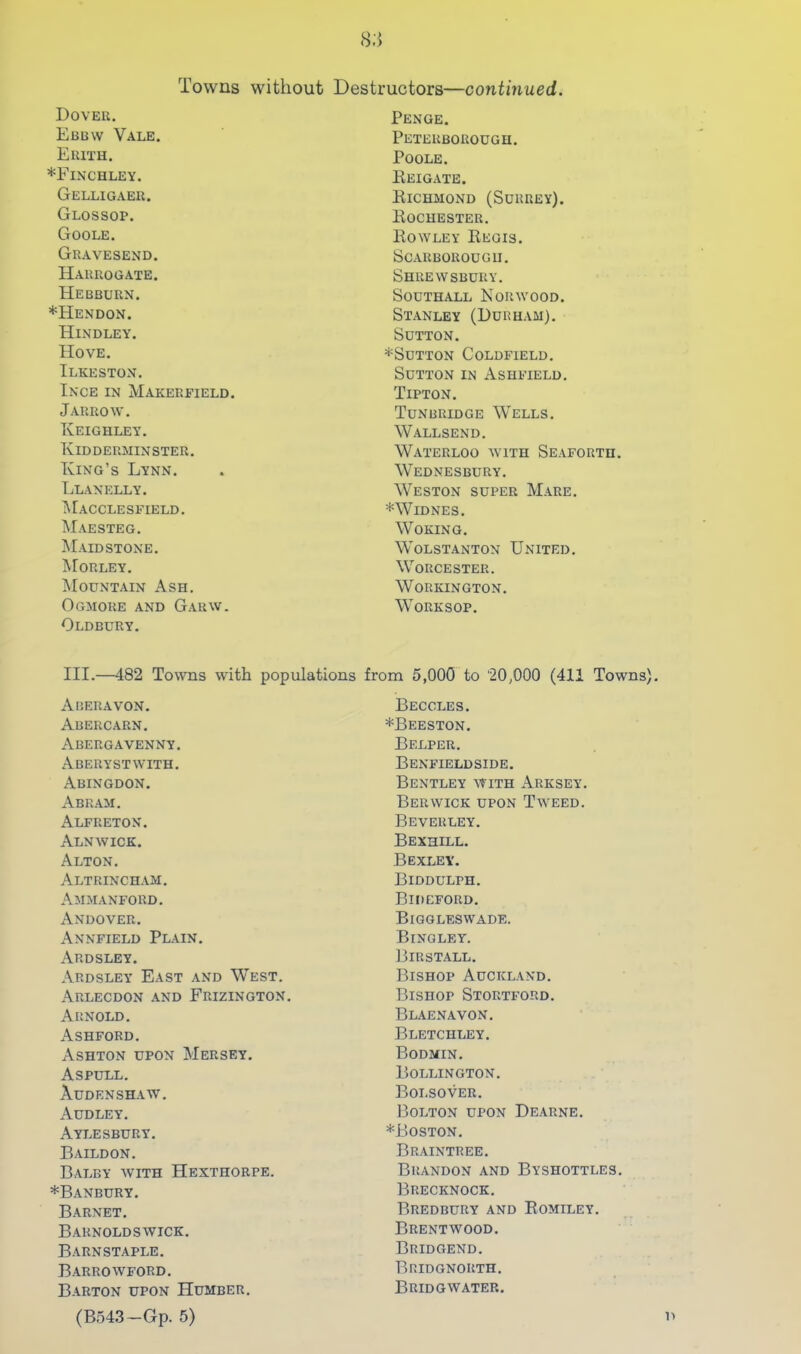 83
Towns without Destructors—continued.
Dover.
Ebbw Vale.
Erith.
*Finchley.
Gelligaer.
Glossop.
Goole.
Gravesend.
Harrogate.
Hebburn.
*Hendon.
Hindley.
Hove.
Ilkeston.
Ince in Makerfield.
Jarrow.
Keighley.
Kidderminster.
King's Lynn.
Llanelly.
Macclesfield.
Maesteg.
Maidstone.
Morley.
Mountain Ash.
Ogmore and Garw.
Oldbury.
Penge.
Peterborough.
Poole.
Reigate.
Richmond (Surrey).
Rochester.
Rowley Regis.
Scarborough.
Shrewsbury.
Southall Norwood.
Stanley (Durham).
Sutton.
*Sutton Coldfield.
Sutton in Ashfield.
Tipton.
Tunbridge Wells.
Wallsend.
Waterloo with Seaforth.
Wednesbury.
Weston super Mare.
*Widnes.
Woking.
Wolstanton United.
Worcester.
Workington.
Worksop.
III.—482 Towns with populations from 5,000 to 20,000 (411 Towns).
Aberavon.
Abercarn.
Abergavenny.
Aberystwith.
Abingdon.
Abram.
Alfreton.
Alnwick.
Alton.
Altrincham.
Ammanford.
Andover.
Annfield Plain.
Ardsley.
Ardsley East and West.
Arlecdon and Frizington.
Arnold.
Ashford.
Ashton upon Mersey.
Aspull.
Audenshaw.
Audley.
Aylesbury.
Baildon.
Balby with Hexthorpe.
*Banbury.
Barnet.
Barnoldswick.
Barnstaple.
Barrowford.
Barton upon Humber.
Beccles.
*Beeston.
Belper.
Benfieldside.
Bentley with Arksey.
Berwick upon Tweed.
Beverley.
Bexhill.
Bexley.
Biddulph.
Bideford.
Biggleswade.
Bingley.
Birstall.
Bishop Auckland.
Bishop Stortford.
Blaenavon.
Bletchley.
Bodmin.
Bollington.
Bolsover.
Bolton upon Dearne.
*Boston.
Braintree.
Brandon and Byshottles.
Brecknock.
Bredbury and Romiley.
Brentwood.
Bridgend.
Bridgnorth.
Bridgwater.
(B543—Gp. 5)
D